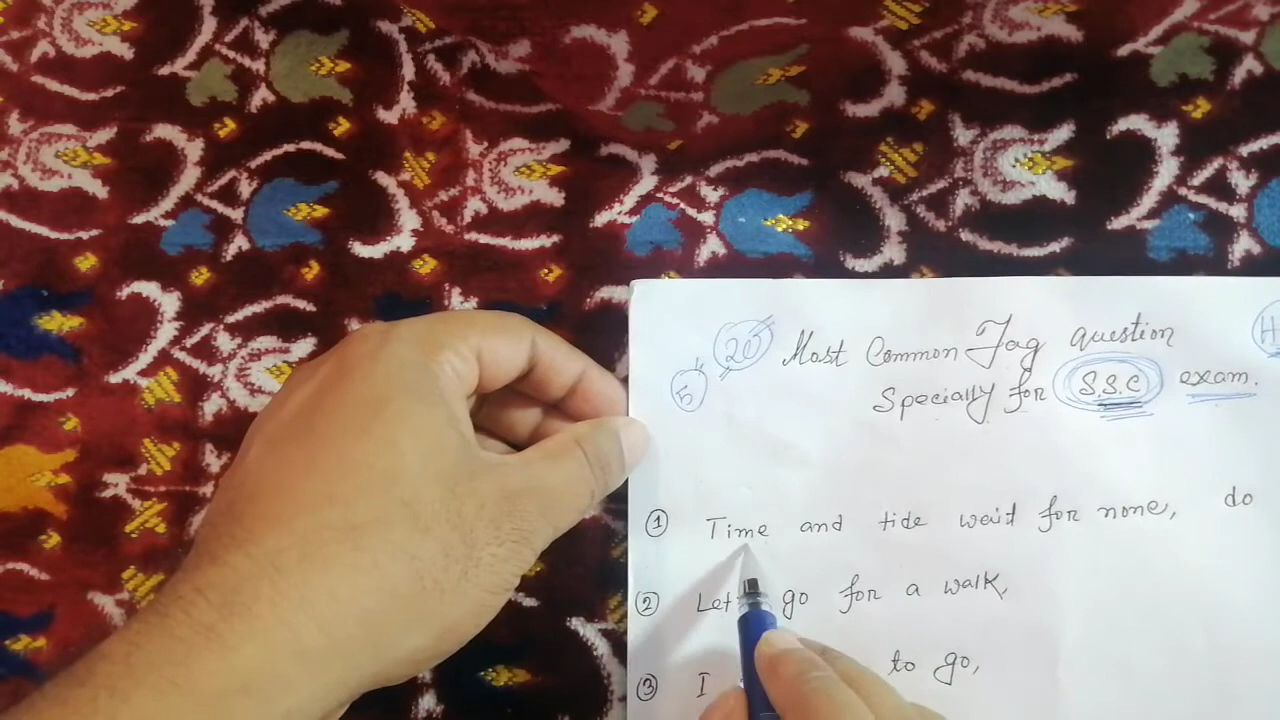 20 Most Common Tag Question
5 Specially for S.S.C exam.
① Time and tide wait for none, do
② Let go for a walk,
③ I to go,